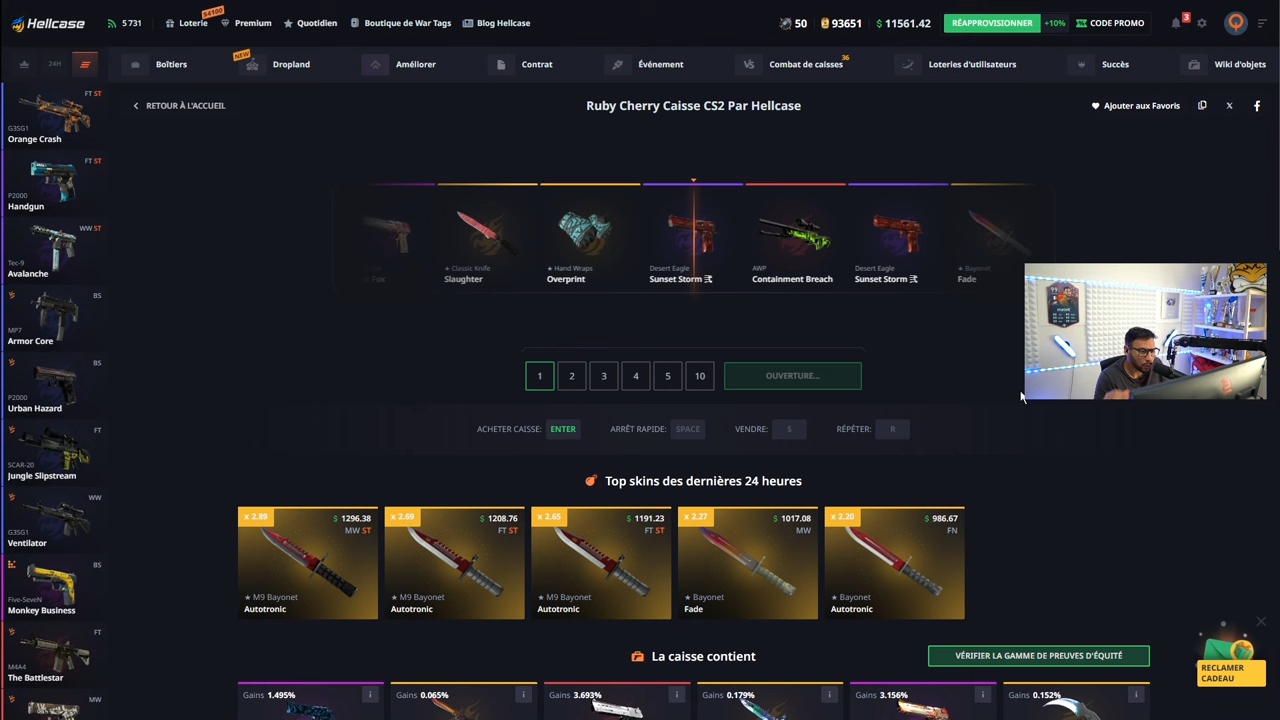 Hellcase
5 731
Loterie
$4100
Premium
Quotidien
Boutique de War Tags
Blog Hellcase
50
93651
$ 11561.42
RÉAPPROVISIONNER
+10%
CODE PROMO
3
24H
Boîtiers
NEW
Dropland
Améliorer
Contrat
Événement
VS
Combat de caisses
36
Loteries d'utilisateurs
Succès
Wiki d'objets
RETOUR À L'ACCUEIL
Ruby Cherry Caisse CS2 Par Hellcase
Ajouter aux Favoris
FT ST
G3SG1
Orange Crash
FT ST
P2000
Handgun
WW ST
Tec-9
Avalanche
BS
MP7
Armor Core
BS
P2000
Urban Hazard
FT
SCAR-20
Jungle Slipstream
WW
G3SG1
Ventilator
BS
Five-SeveN
Monkey Business
FT
M4A4
The Battlestar
MW
Fox
★ Classic Knife
Slaughter
★ Hand Wraps
Overprint
Desert Eagle
Sunset Storm 弐
AWP
Containment Breach
Desert Eagle
Sunset Storm 弐
★ Bayonet
Fade
1
2
3
4
5
10
OUVERTURE...
ACHETER CAISSE: ENTER
ARRÊT RAPIDE: SPACE
VENDRE: S
RÉPÉTER: R
Top skins des dernières 24 heures
x 2.89
$ 1296.38
MW ST
★ M9 Bayonet
Autotronic
x 2.69
$ 1208.76
FT ST
★ M9 Bayonet
Autotronic
x 2.65
$ 1191.23
FT ST
★ M9 Bayonet
Autotronic
x 2.27
$ 1017.08
MW
★ Bayonet
Fade
x 2.20
$ 986.67
FN
★ Bayonet
Autotronic
La caisse contient
VÉRIFIER LA GAMME DE PREUVES D'ÉQUITÉ
Gains 1.495%
Gains 0.065%
Gains 3.693%
Gains 0.179%
Gains 3.156%
Gains 0.152%
RECLAMER
CADEAU